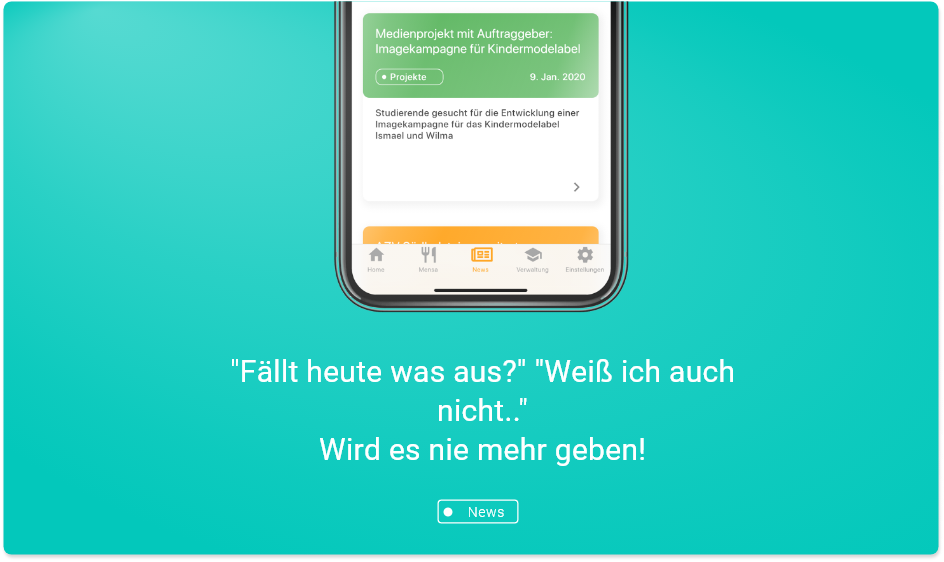 Medienprojekt mit Auftraggeber:
Imagekampagne für Kindermodelabel
Projekte
9. Jan. 2020
Studierende gesucht für die Entwicklung einer
Imagekampagne für das Kindermodelabel
Ismael und Wilma
Home
Mensa
News
Verwaltung
Einstellungen
"Fällt heute was aus?" "Weiß ich auch
nicht.."
Wird es nie mehr geben!
News